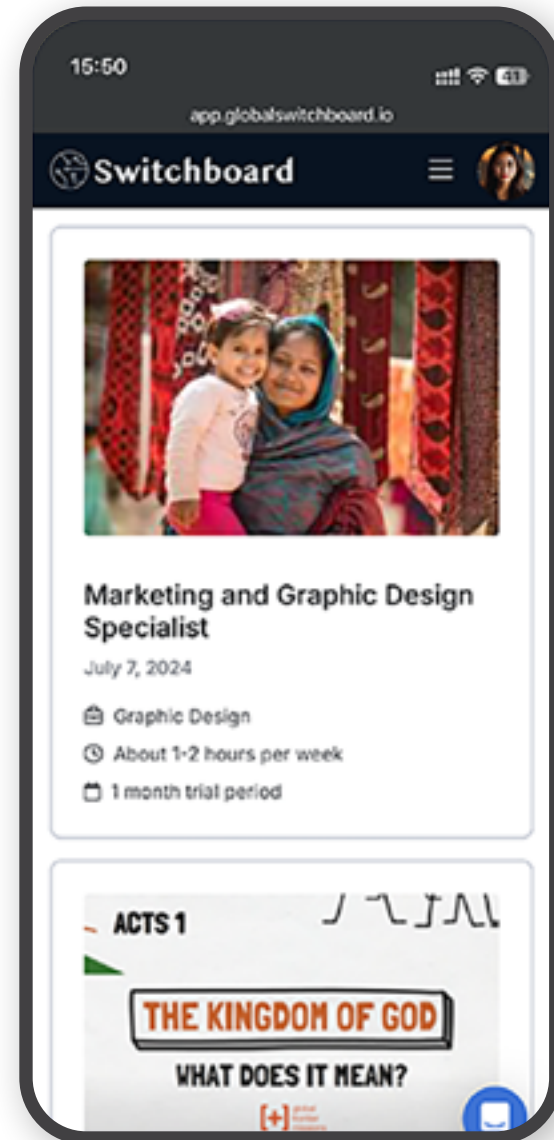 15:50
41
app.globalswitchboard.io
Switchboard
Marketing and Graphic Design
Specialist
July 7, 2024
Graphic Design
About 1-2 hours per week
1 month trial period
ACTS 1
THE KINGDOM OF GOD
WHAT DOES IT MEAN?
[+]